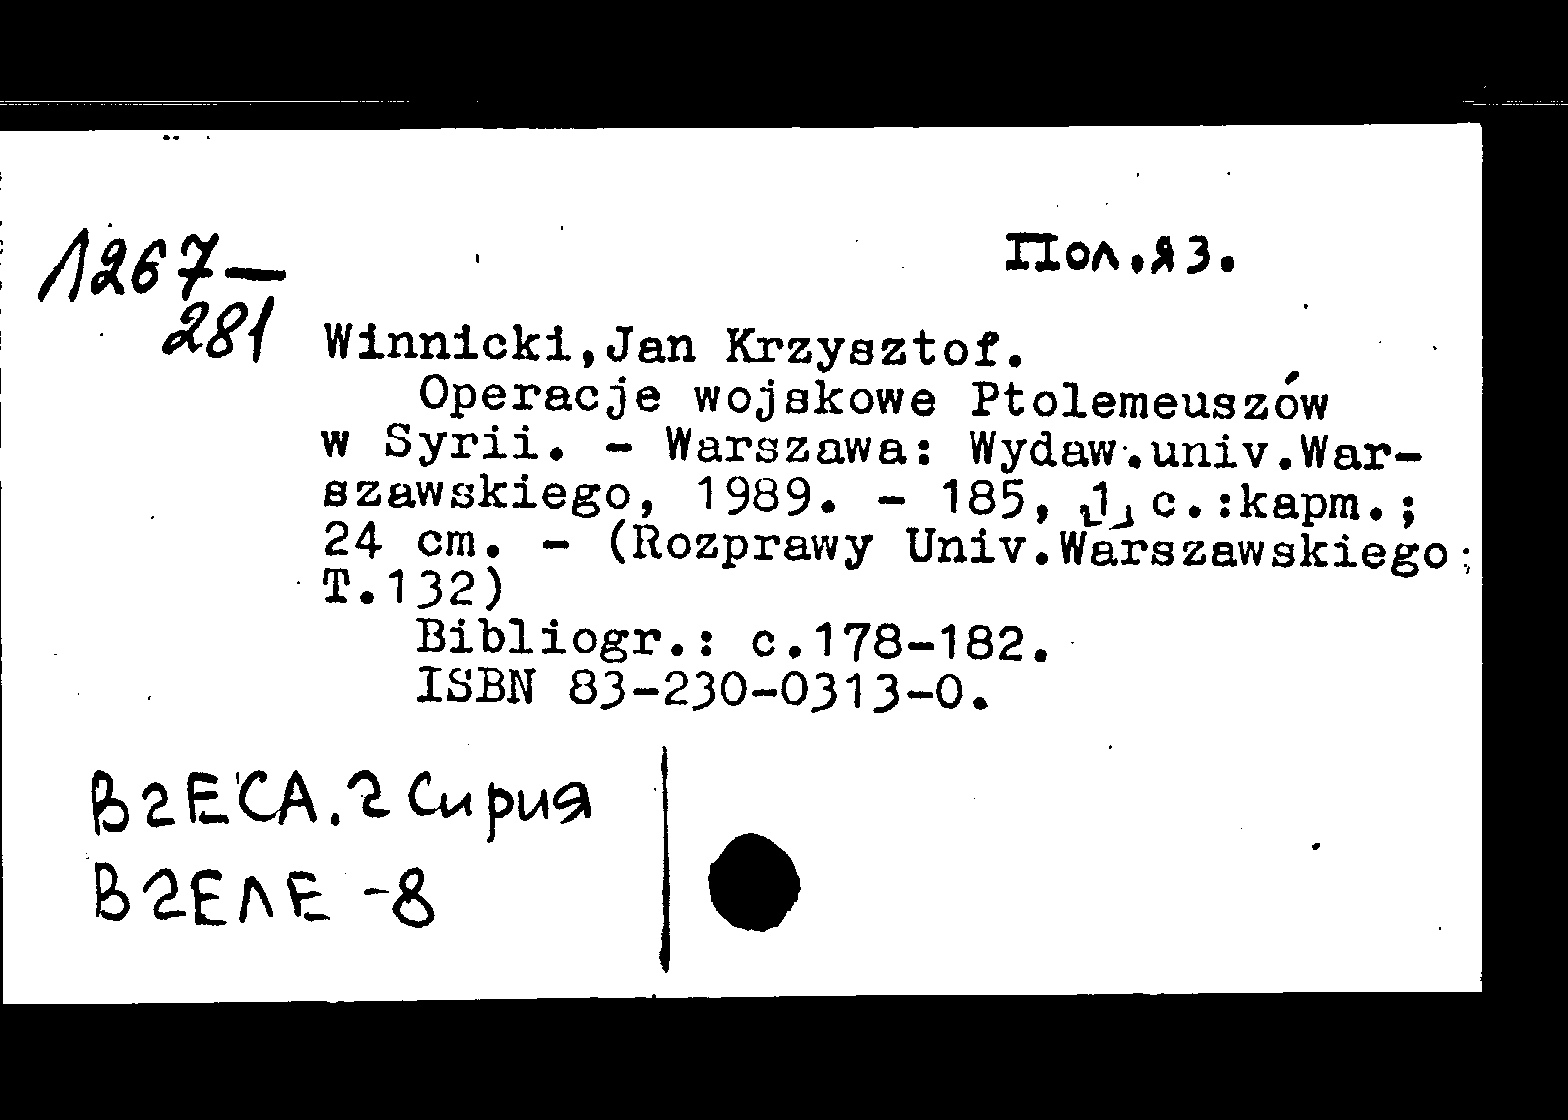 Пол.яз.
1267–
281
Winnicki,Jan Krzysztof.
Operacje wojskowe Ptolemeuszów
w Syrii. – Warszawa: Wydaw.univ.War-
szawskiego, 1989. – 185, [1] c.:kapm.;
24 cm. – (Rozprawy Univ.Warszawskiego;
T.132)
Bibliogr.: c.178–182.
ISBN 83–230–0313–0.
В2ЕСА.2 Сирия
В2ЕЛЕ –8